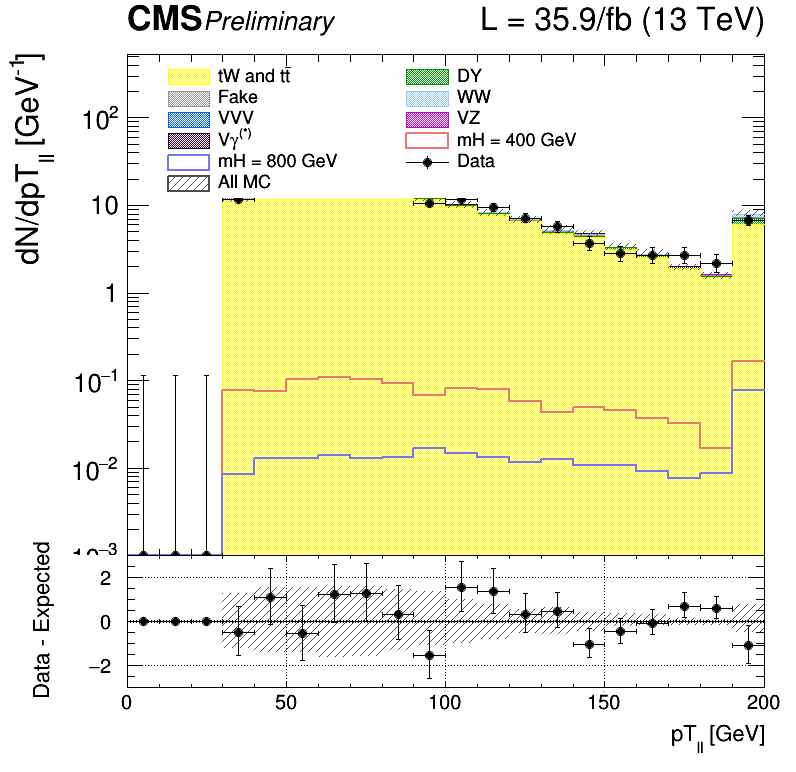 CMS Preliminary L = 35.9/fb (13 TeV)
dN/dpT_ll [GeV^-1]
tW and tt̄ DY
Fake WW
VVV VZ
Vγ^(*) mH = 400 GeV
mH = 800 GeV Data
All MC
10^2
10
1
10^−1
10^−2
10^−3
Data - Expected
2
0
−2
0 50 100 150 200
pT_ll [GeV]